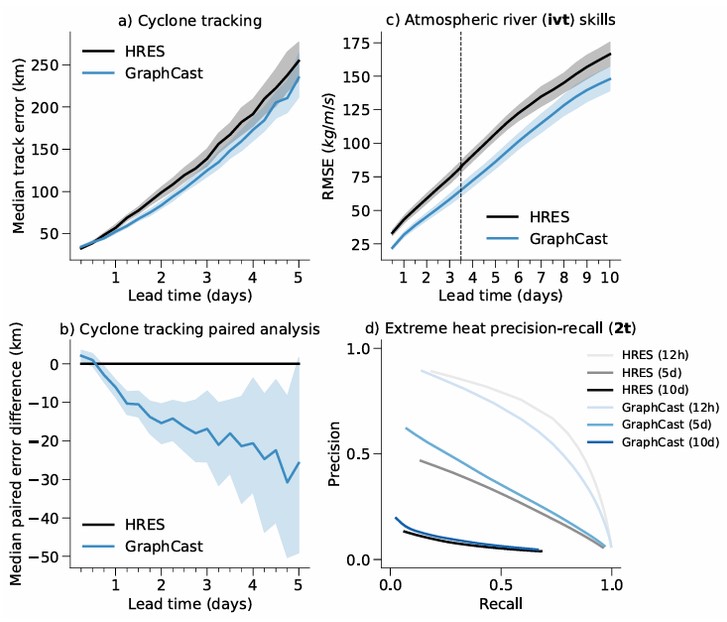 a) Cyclone tracking
Median track error (km)
250
200
150
100
50
HRES
GraphCast
1 2 3 4 5
Lead time (days)
c) Atmospheric river (ivt) skills
RMSE (kg/m/s)
175
150
125
100
75
50
25
HRES
GraphCast
1 2 3 4 5 6 7 8 9 10
Lead time (days)
b) Cyclone tracking paired analysis
Median paired error difference (km)
0
−10
−20
−30
−40
−50
HRES
GraphCast
1 2 3 4 5
Lead time (days)
d) Extreme heat precision-recall (2t)
Precision
1.0
0.5
0.0
HRES (12h)
HRES (5d)
HRES (10d)
GraphCast (12h)
GraphCast (5d)
GraphCast (10d)
0.0 0.5 1.0
Recall